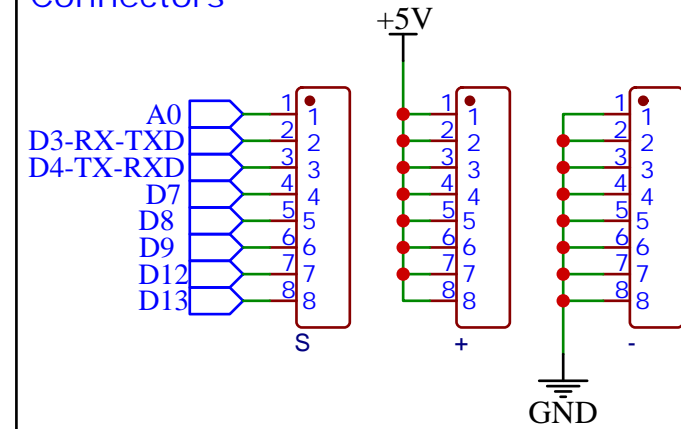 Connectors
+5V
A0 1 1 1 1 1 1
D3-RX-TXD 2 2 2 2 2 2
D4-TX-RXD 3 3 3 3 3 3
D7 4 4 4 4 4 4
D8 5 5 5 5 5 5
D9 6 6 6 6 6 6
D12 7 7 7 7 7 7
D13 8 8 8 8 8 8
S + -
GND